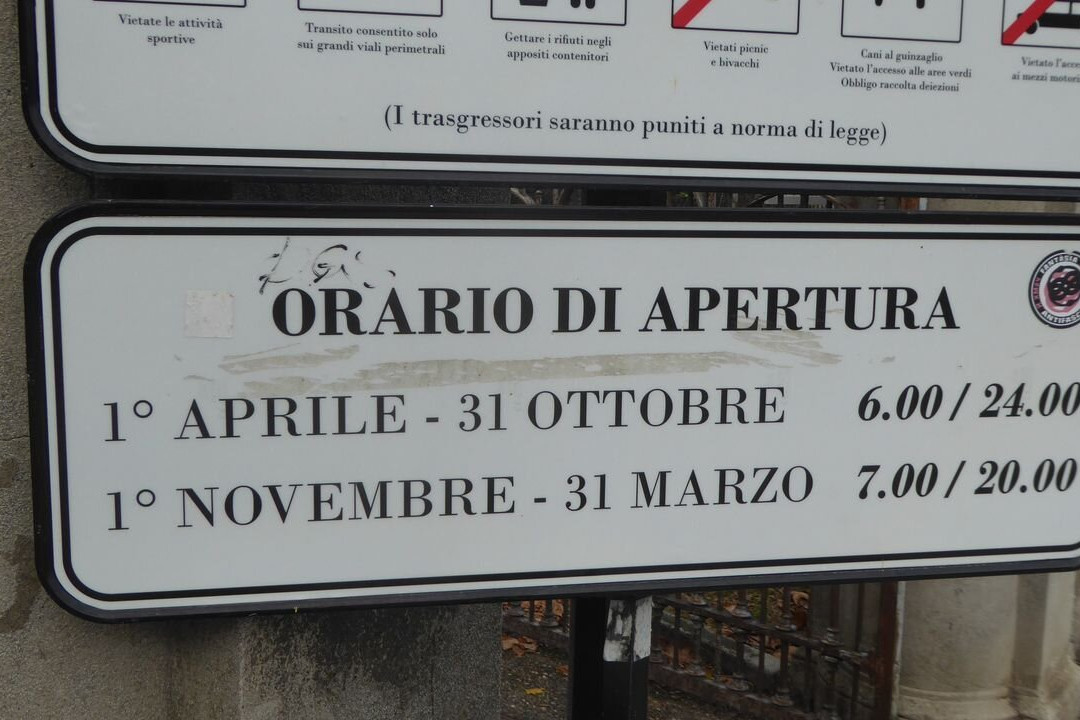 Vietate le attività
sportive
Transito consentito solo
sui grandi viali perimetrali
Gettare i rifiuti negli
appositi contenitori
Vietati picnic
e bivacchi
Cani al guinzaglio
Vietato l'accesso alle aree verdi
Obbligo raccolta deiezioni
Vietato l'acce
ai mezzi motori
(I trasgressori saranno puniti a norma di legge)
ORARIO DI APERTURA
1° APRILE - 31 OTTOBRE 6.00 / 24.00
1° NOVEMBRE - 31 MARZO 7.00 / 20.00